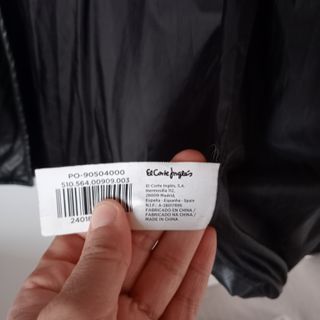 PO-90504000
510.564.00909.003
El Corte Inglés
El Corte Inglés, S.A.
Hermosilla 112,
28009 Madrid,
España - Espanha - Spain
FABRICADO EN CHINA /
FABRICADO NA CHINA /
MADE IN CHINA